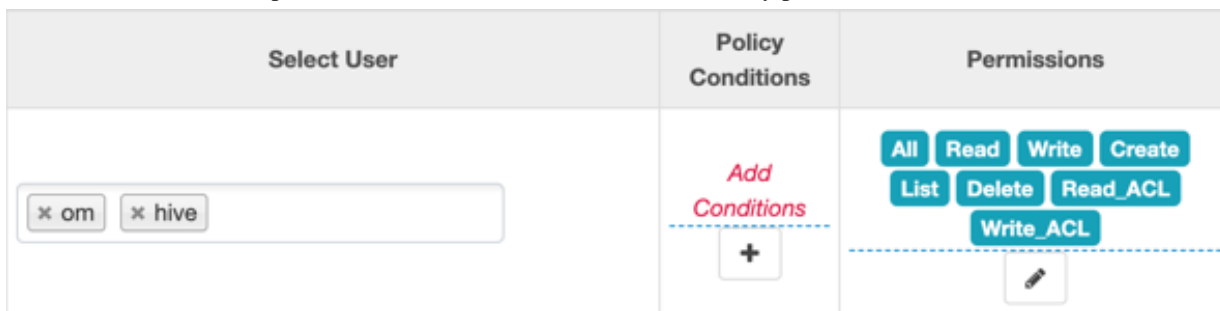 Select User
Policy
Conditions
Permissions
× om × hive
Add
Conditions
+
All Read Write Create
List Delete Read_ACL
Write_ACL